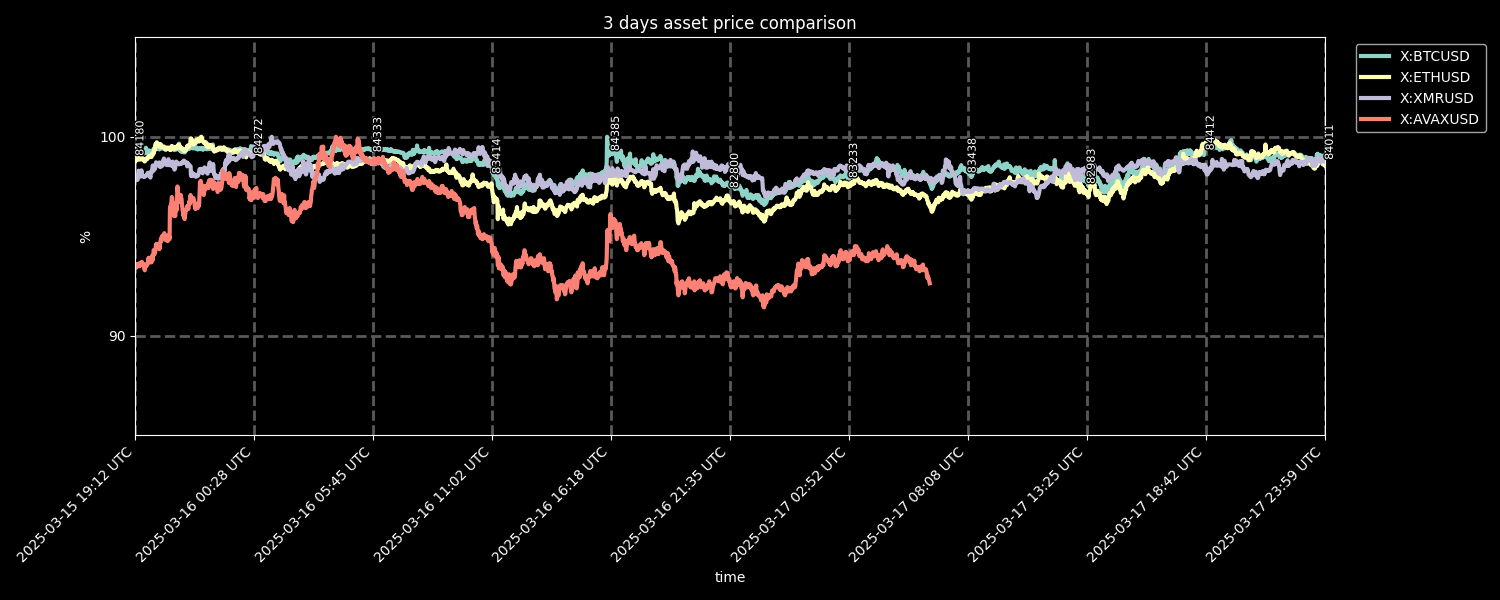 3 days asset price comparison
X:BTCUSD
X:ETHUSD
X:XMRUSD
X:AVAXUSD
100
90
%
84180
84272
84333
83414
84385
82800
83233
83438
82983
84412
84011
2025-03-15 19:12 UTC
2025-03-16 00:28 UTC
2025-03-16 05:45 UTC
2025-03-16 11:02 UTC
2025-03-16 16:18 UTC
2025-03-16 21:35 UTC
2025-03-17 02:52 UTC
2025-03-17 08:08 UTC
2025-03-17 13:25 UTC
2025-03-17 18:42 UTC
2025-03-17 23:59 UTC
time